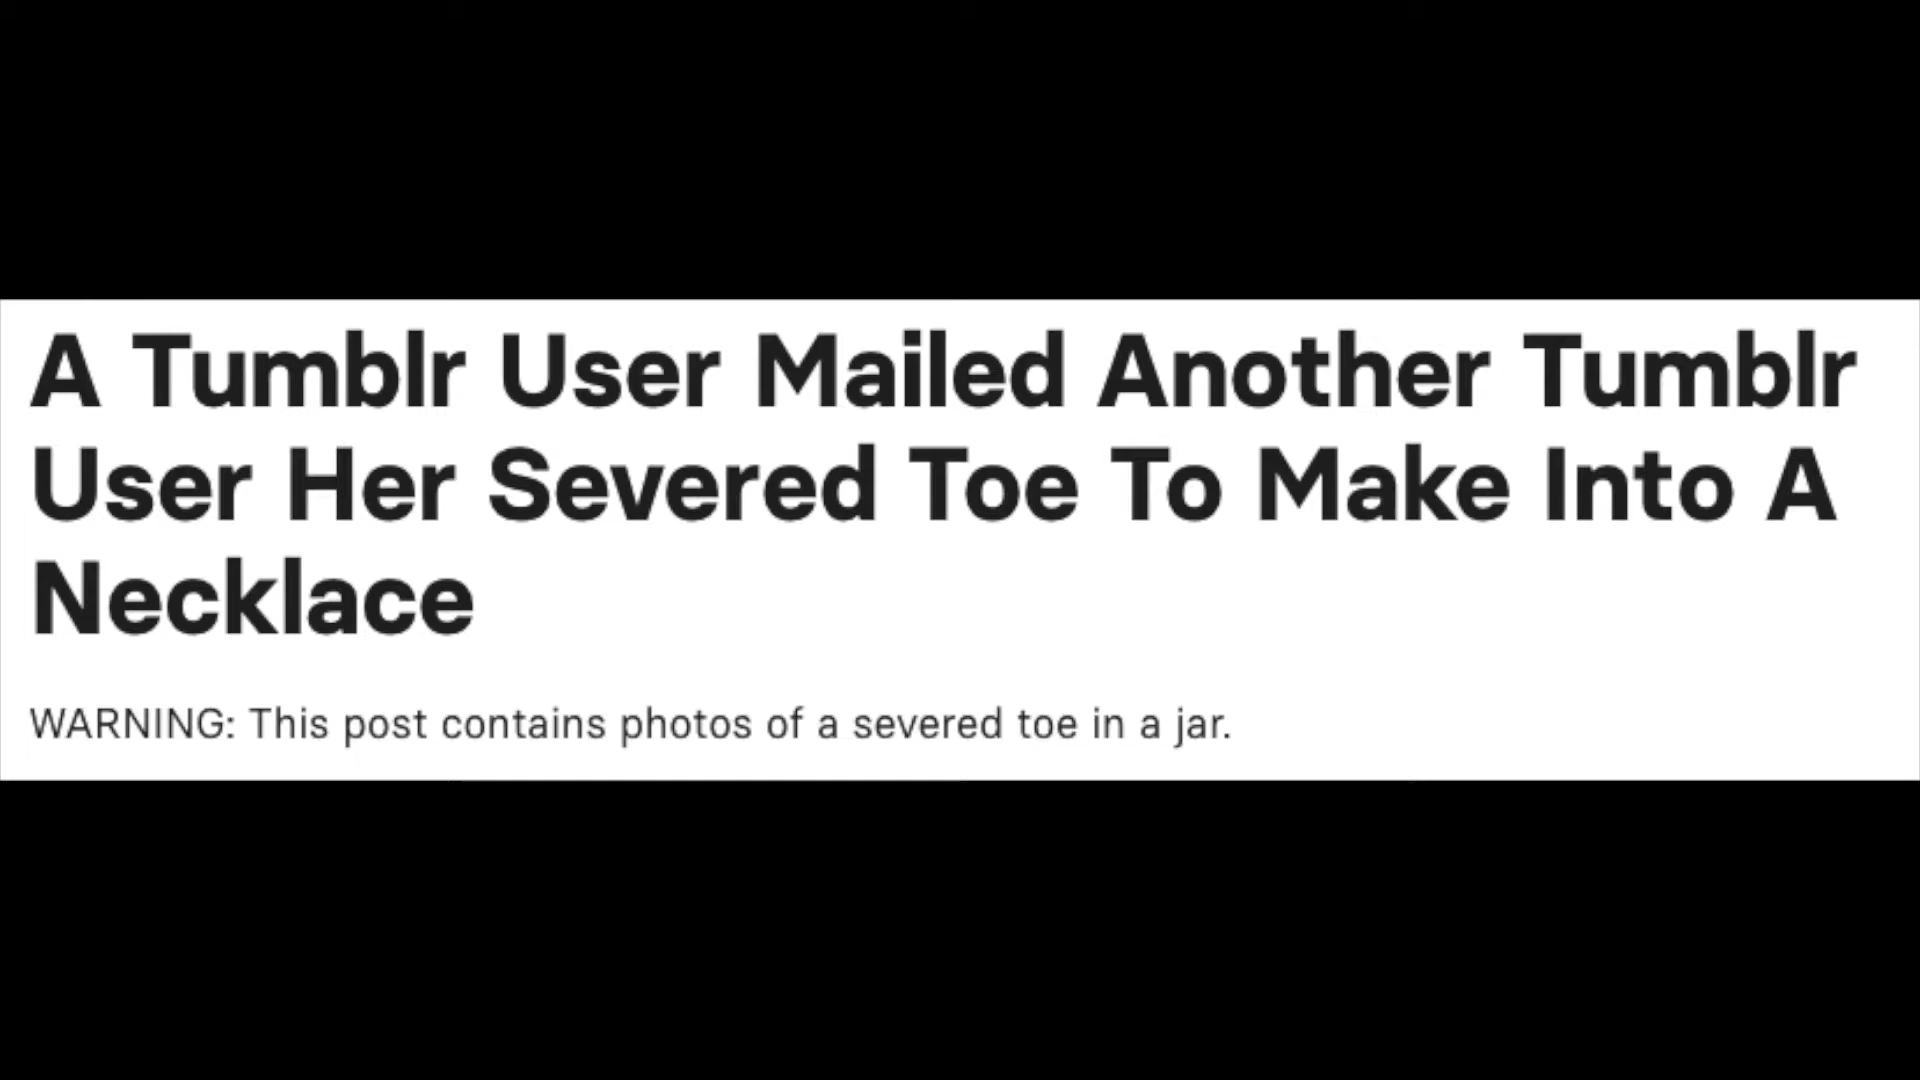 A Tumblr User Mailed Another Tumblr
User Her Severed Toe To Make Into A
Necklace
WARNING: This post contains photos of a severed toe in a jar.